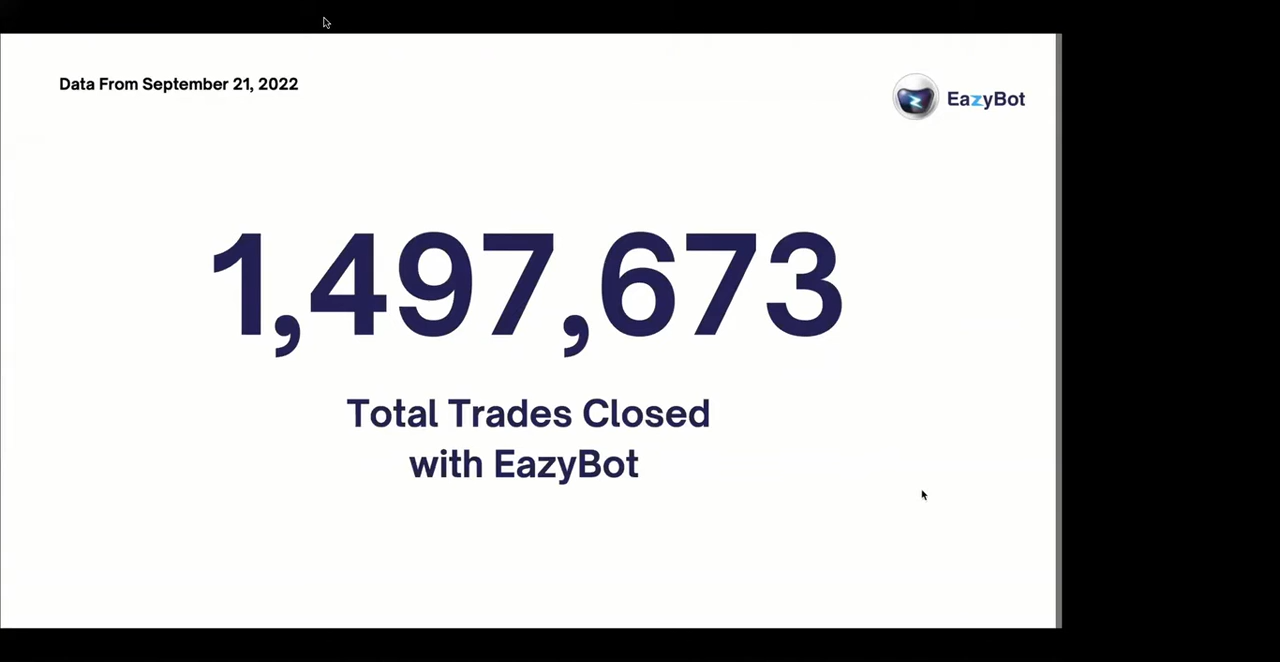 Data From September 21, 2022
EazyBot
1,497,673
Total Trades Closed
with EazyBot